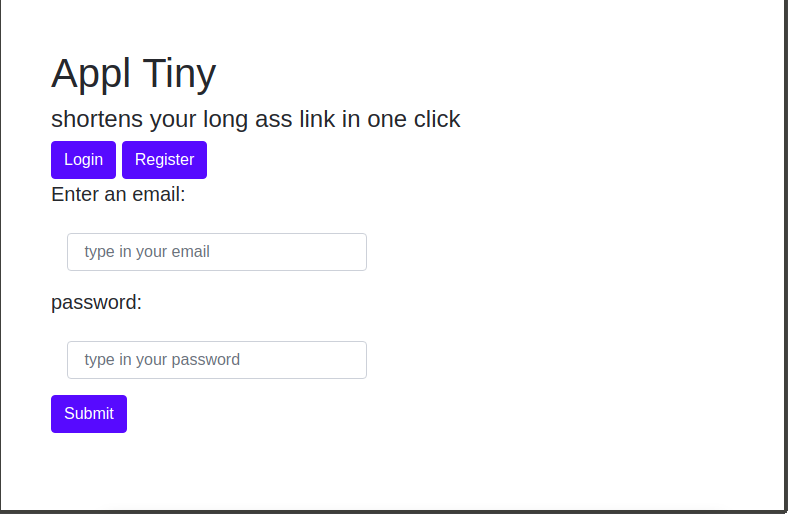 Appl Tiny
shortens your long ass link in one click
Login Register
Enter an email:
type in your email
password:
type in your password
Submit